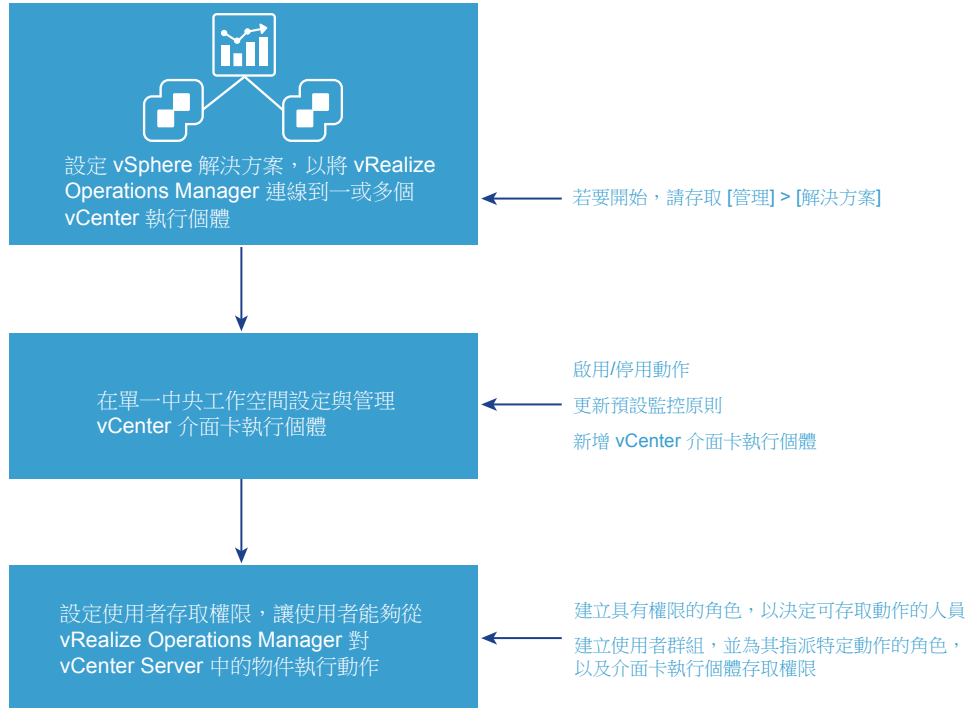 設定 vSphere 解決方案，以將 vRealize
Operations Manager 連線到一或多個
vCenter 執行個體
若要開始，請存取 [管理] > [解決方案]
在單一中央工作空間設定與管理
vCenter 介面卡執行個體
啟用/停用動作
更新預設監控原則
新增 vCenter 介面卡執行個體
設定使用者存取權限，讓使用者能夠從
vRealize Operations Manager 對
vCenter Server 中的物件執行動作
建立具有權限的角色，以決定可存取動作的人員
建立使用者群組，並為其指派特定動作的角色，
以及介面卡執行個體存取權限